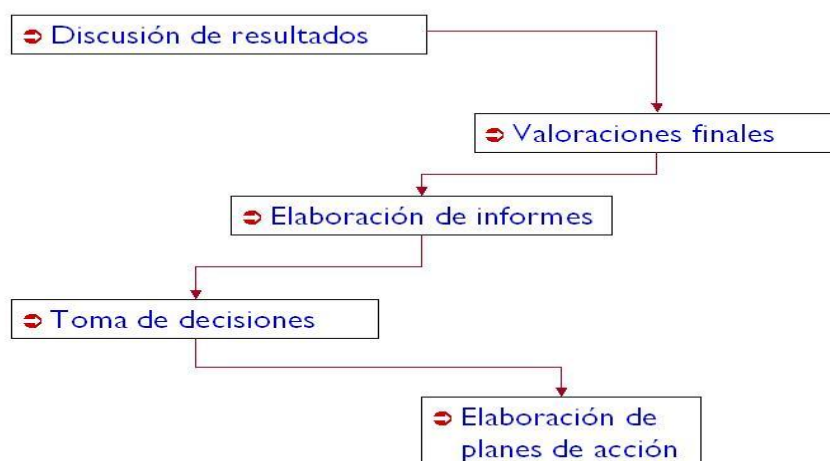 ➲ Discusión de resultados
➲ Valoraciones finales
➲ Elaboración de informes
➲ Toma de decisiones
➲ Elaboración de
planes de acción